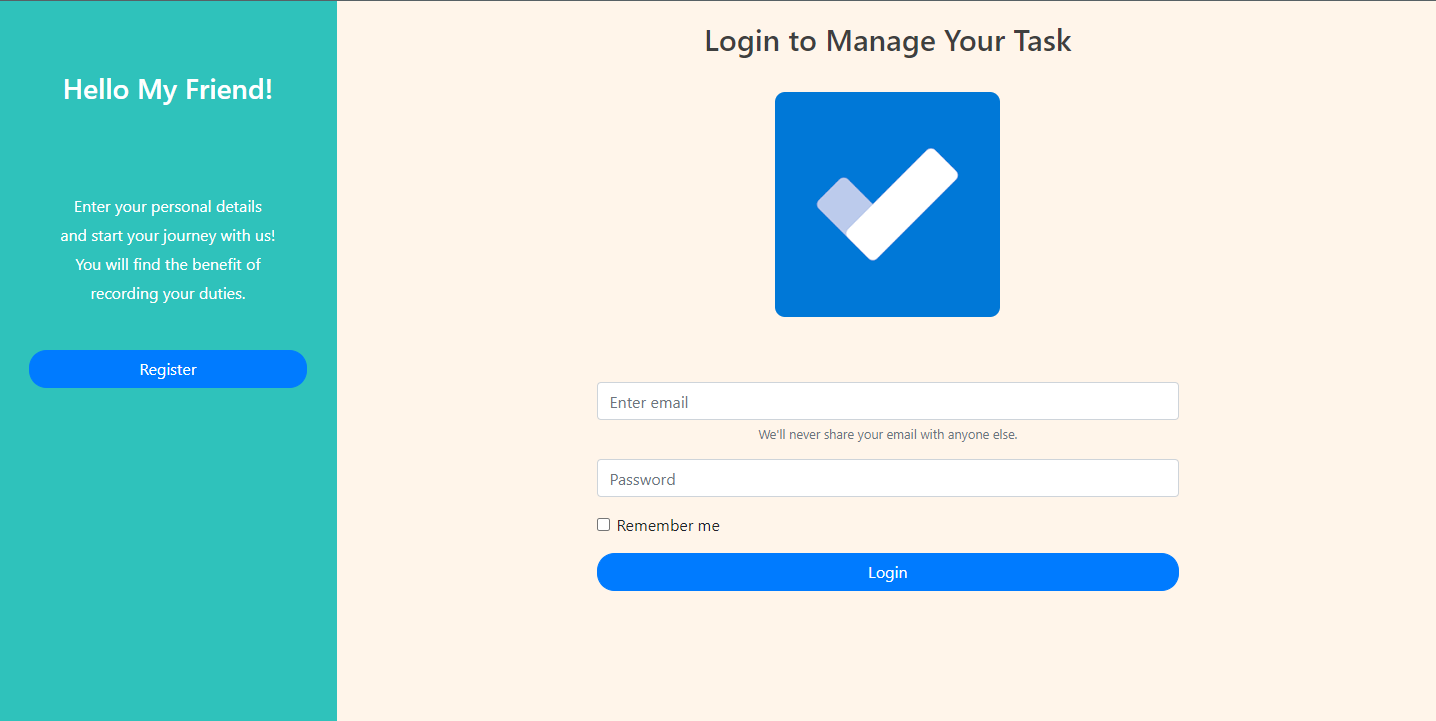 Hello My Friend!
Enter your personal details
and start your journey with us!
You will find the benefit of
recording your duties.
Register
Login to Manage Your Task
Enter email
We'll never share your email with anyone else.
Password
Remember me
Login